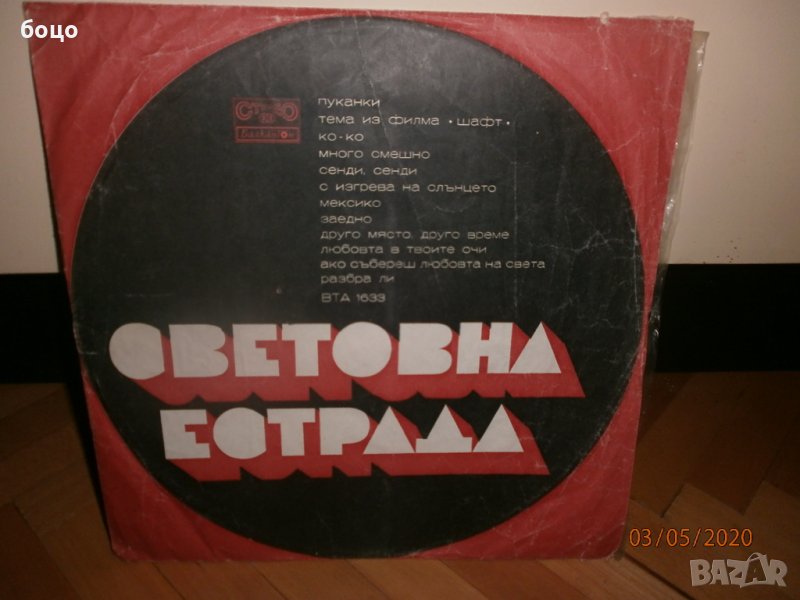 боцо
СТЕРЕО
Балкантон
пуканки
тема из филма • шафт •
ко-ко
много смешно
сенди, сенди
с изгрева на слънцето
мексико
заедно
друго място, друго време
любовта в твоите очи
ако събереш любовта на света
разбра ли
ВТА 1633
СВЕТОВНА
ЕСТРАДА
03/05/2020
BAZAR